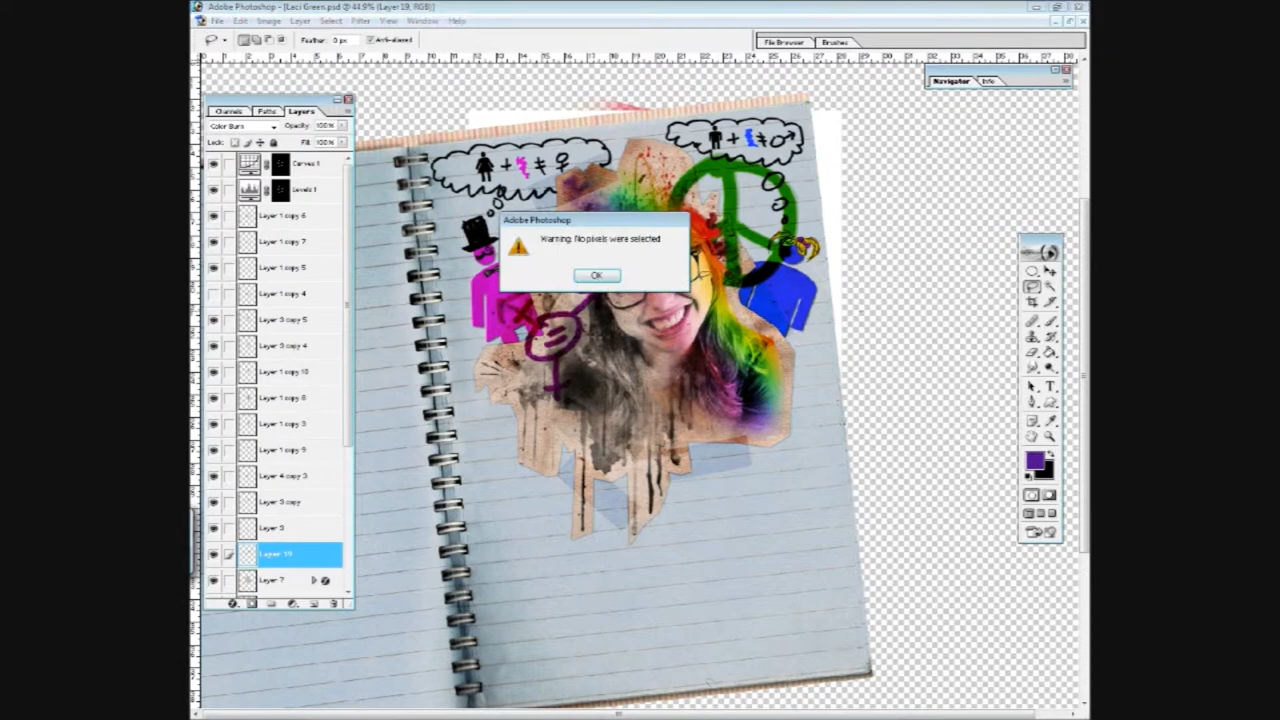 Adobe Photoshop - [Laci Green.psd @ 44.9% (Layer 19, RGB)]
File Edit Image Layer Select Filter View Window Help
Feather: 0 px Anti-aliased
File Browser Brushes
Navigator Info
Channels Paths Layers
Color Burn Opacity: 100%
Lock: Fill: 100%
Curves 1
Levels 1
Layer 1 copy 6
Layer 1 copy 7
Layer 1 copy 5
Layer 1 copy 4
Layer 3 copy 5
Layer 3 copy 4
Layer 1 copy 10
Layer 1 copy 8
Layer 1 copy 3
Layer 1 copy 9
Layer 4 copy 3
Layer 3 copy
Layer 3
Layer 19
Layer 7
Adobe Photoshop
Warning: No pixels were selected
OK